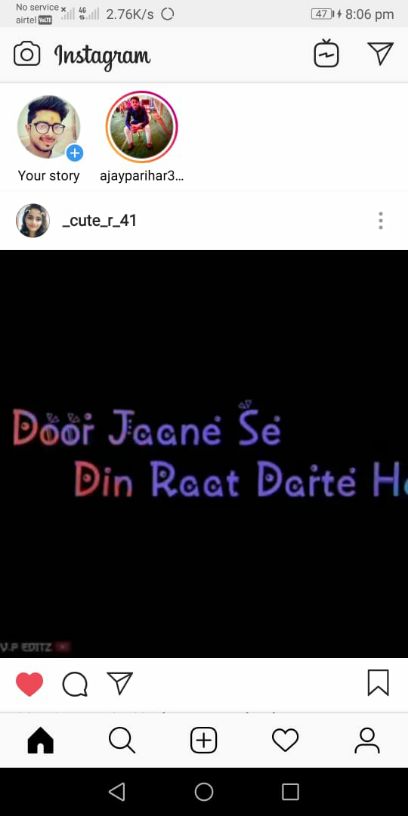 No service
airtel VoLTE
4G
2.76K/s
47
8:06 pm
Instagram
Your story
ajayparihar3...
_cute_r_41
Door Jaane Se
Din Raat Darte H
V.P EDITZ